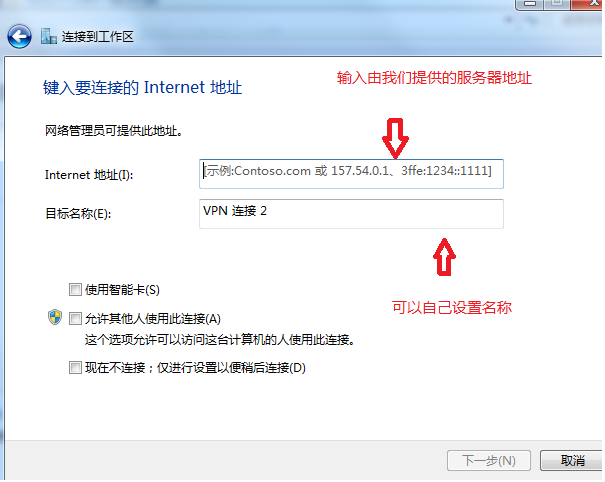 连接到工作区
键入要连接的 Internet 地址
输入由我们提供的服务器地址
网络管理员可提供此地址。
Internet 地址(I):
[示例:Contoso.com 或 157.54.0.1、3ffe:1234::1111]
目标名称(E):
VPN 连接 2
可以自己设置名称
使用智能卡(S)
允许其他人使用此连接(A)
这个选项允许可以访问这台计算机的人使用此连接。
现在不连接；仅进行设置以便稍后连接(D)
下一步(N)
取消